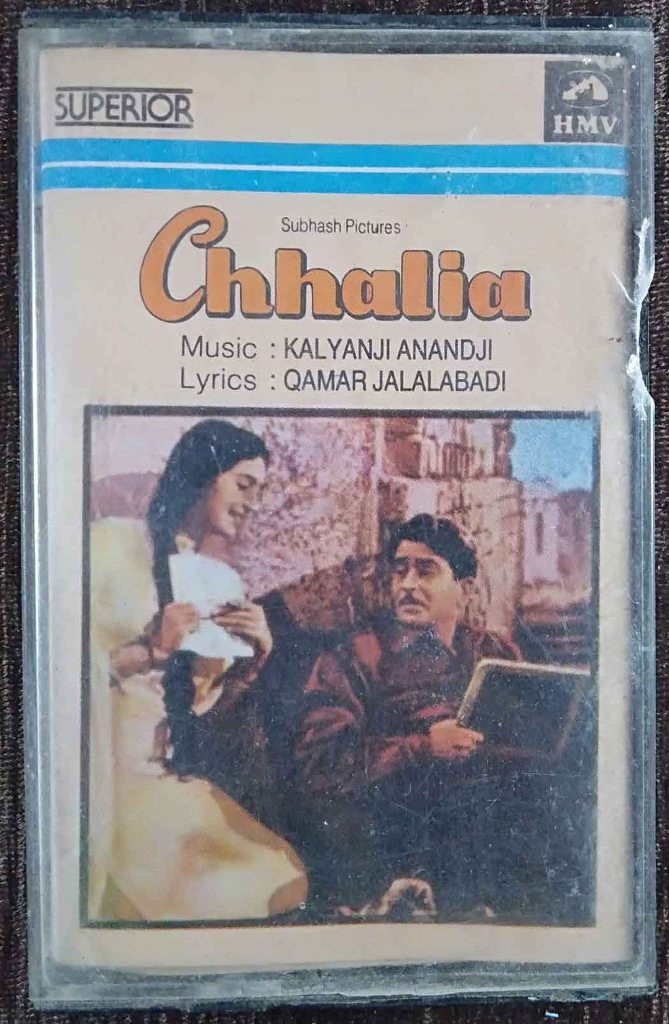 SUPERIOR
HMV
Subhash Pictures
Chhalia
Music : KALYANJI ANANDJI
Lyrics : QAMAR JALALABADI